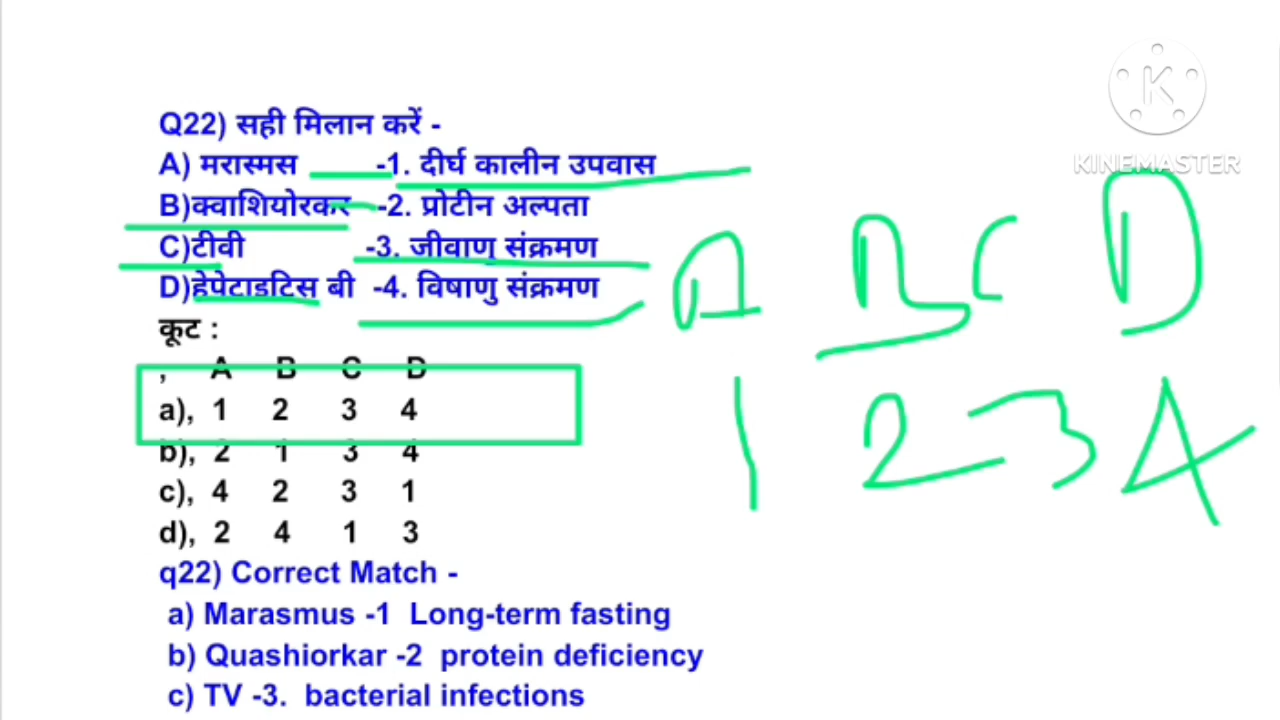 Q22) सही मिलान करें -
A) मरास्मस -1. दीर्घ कालीन उपवास
B)क्वाशियोरकर -2. प्रोटीन अल्पता
C)टीवी -3. जीवाणु संक्रमण
D)हेपेटाइटिस बी -4. विषाणु संक्रमण
कूट :
, A B C D
a), 1 2 3 4
b), 2 1 3 4
c), 4 2 3 1
d), 2 4 1 3
q22) Correct Match -
a) Marasmus -1 Long-term fasting
b) Quashiorkar -2 protein deficiency
c) TV -3. bacterial infections
KINEMASTER
A B C D
1 2 3 4